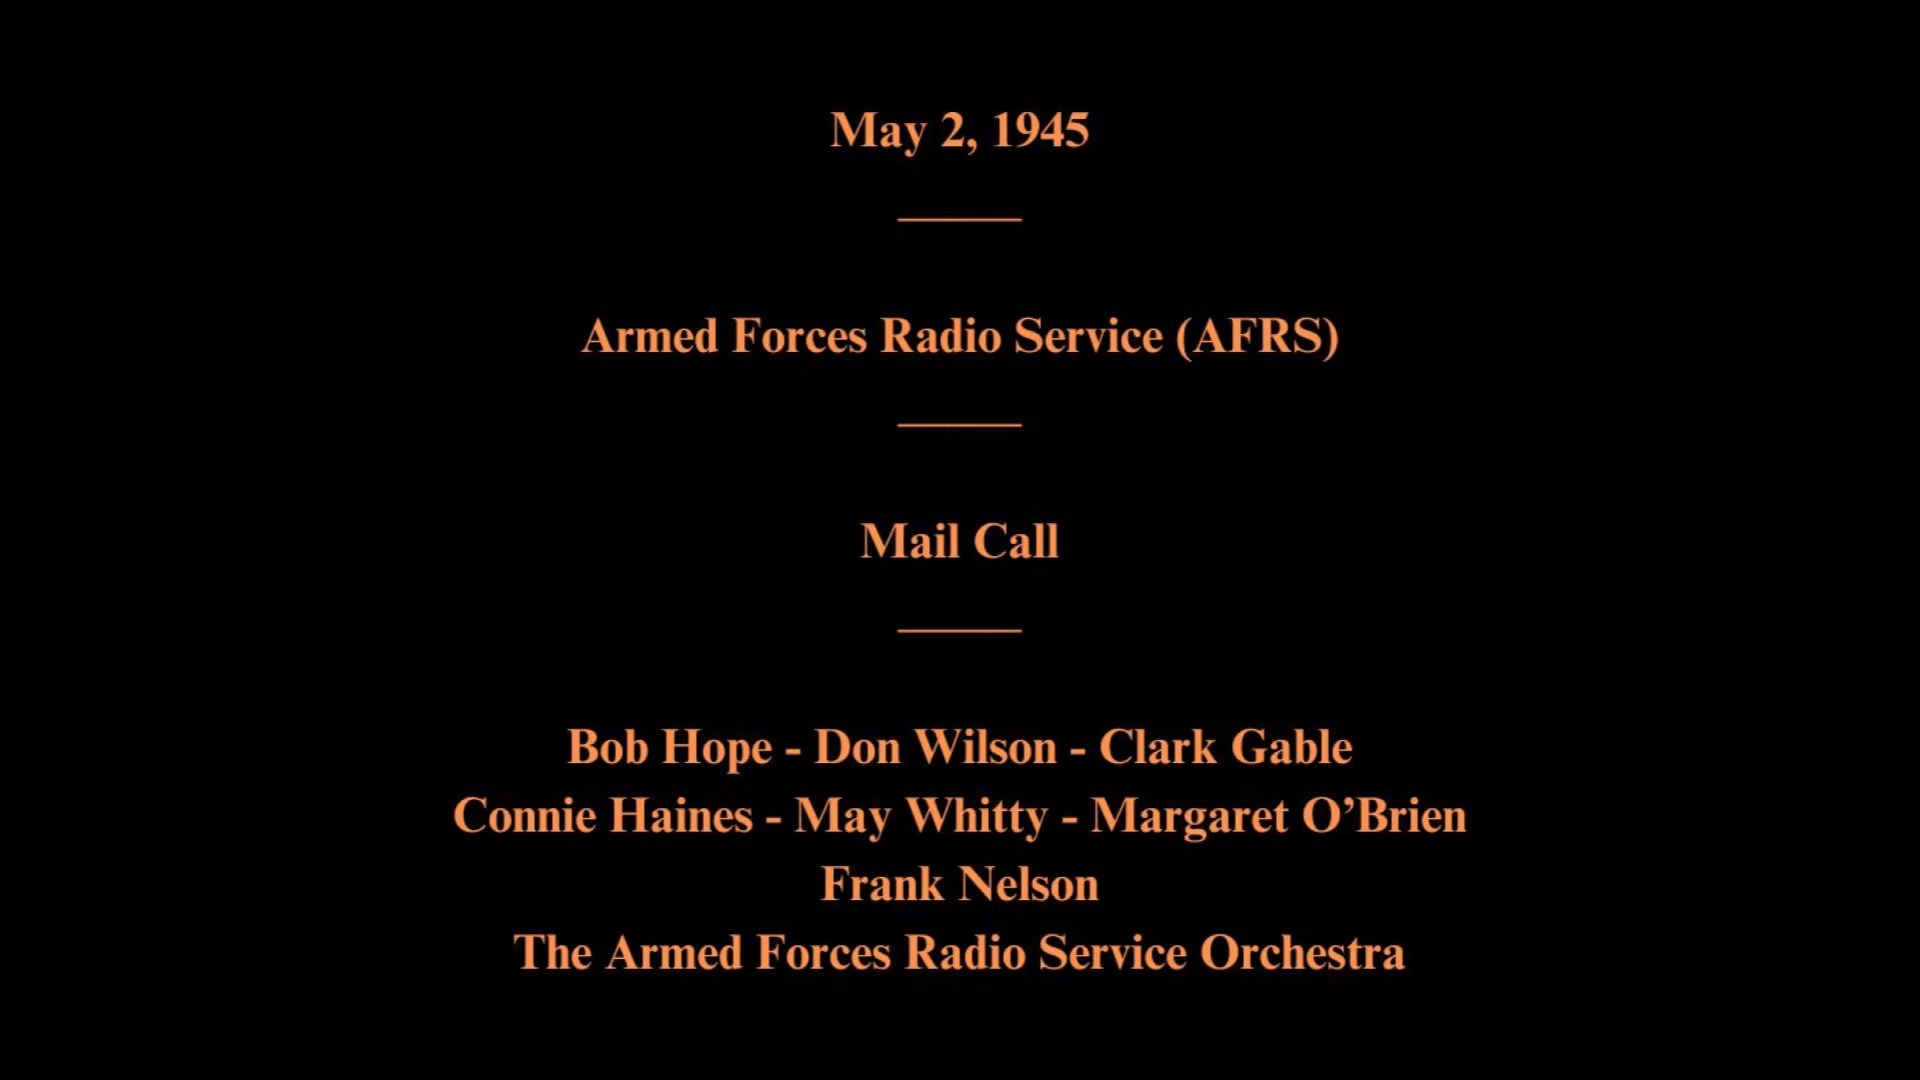 May 2, 1945
Armed Forces Radio Service (AFRS)
Mail Call
Bob Hope - Don Wilson - Clark Gable
Connie Haines - May Whitty - Margaret O’Brien
Frank Nelson
The Armed Forces Radio Service Orchestra